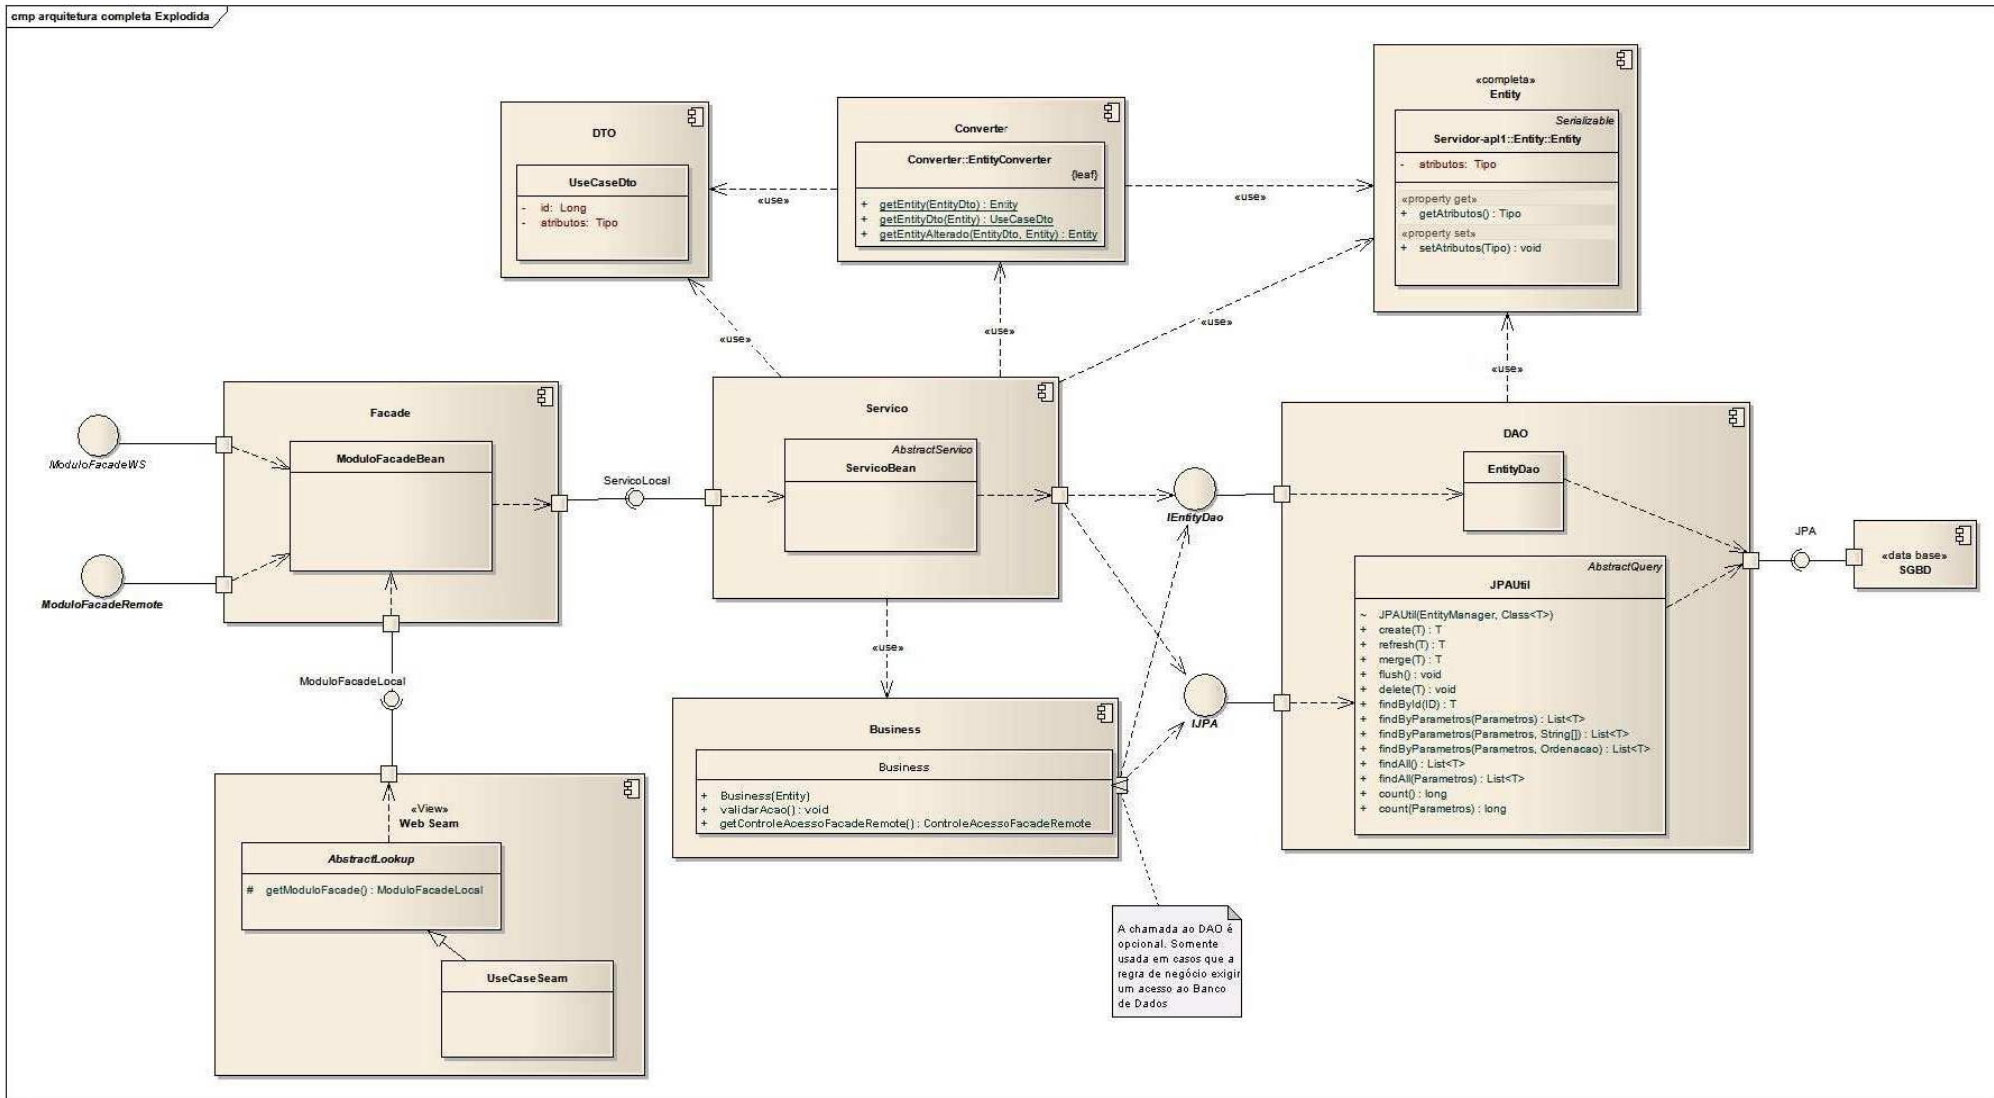 cmp arquitetura completa Explodida
DTO
UseCaseDto
- id: Long
- atributos: Tipo
Converter
Converter::EntityConverter
{leaf}
+ getEntity(EntityDto) : Entity
+ getEntityDto(Entity) : UseCaseDto
+ getEntityAlterado(EntityDto, Entity) : Entity
«completa»
Entity
Serializable
Servidor-apl1::Entity::Entity
- atributos: Tipo
«property get»
+ getAtributos() : Tipo
«property set»
+ setAtributos(Tipo) : void
«use»
«use»
«use»
«use»
«use»
«use»
Facade
ModuloFacadeBean
ModuloFacadeWS
ModuloFacadeRemote
ServicoLocal
Servico
AbstractServico
ServicoBean
IEntityDao
IJPA
DAO
EntityDao
AbstractQuery
JPAUtil
~ JPAUtil(EntityManager, Class<T>)
+ create(T) : T
+ refresh(T) : T
+ merge(T) : T
+ flush() : void
+ delete(T) : void
+ findById(ID) : T
+ findByParametros(Parametros) : List<T>
+ findByParametros(Parametros, String[]) : List<T>
+ findByParametros(Parametros, Ordenacao) : List<T>
+ findAll() : List<T>
+ findAll(Parametros) : List<T>
+ count() : long
+ count(Parametros) : long
JPA
«data base»
SGBD
«use»
ModuloFacadeLocal
Business
Business
+ Business(Entity)
+ validarAcao() : void
+ getControleAcessoFacadeRemote() : ControleAcessoFacadeRemote
«View»
Web Seam
AbstractLookup
# getModuloFacade() : ModuloFacadeLocal
UseCaseSeam
A chamada ao DAO é
opcional. Somente
usada em casos que a
regra de negócio exigir
um acesso ao Banco
de Dados